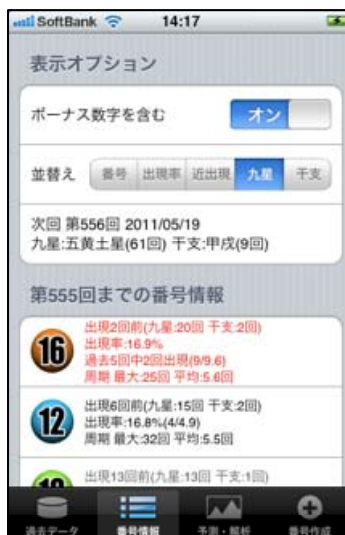 SoftBank 14:17
表示オプション
ボーナス数字を含む オン
並替え 番号 出現率 近出現 九星 干支
次回 第556回 2011/05/19
九星:五黄土星(61回) 干支:甲戌(9回)
第555回までの番号情報
16
出現2回前(九星:20回 干支:2回)
出現率:16.9%
過去5回中2回出現(9/9.6)
周期 最大:25回 平均:5.6回
12
出現6回前(九星:15回 干支:2回)
出現率:16.8%(4/4.9)
周期 最大:32回 平均:5.5回
出現13回前(九星:13回 干支:1回)
過去データ 番号情報 予測・解析 番号作成